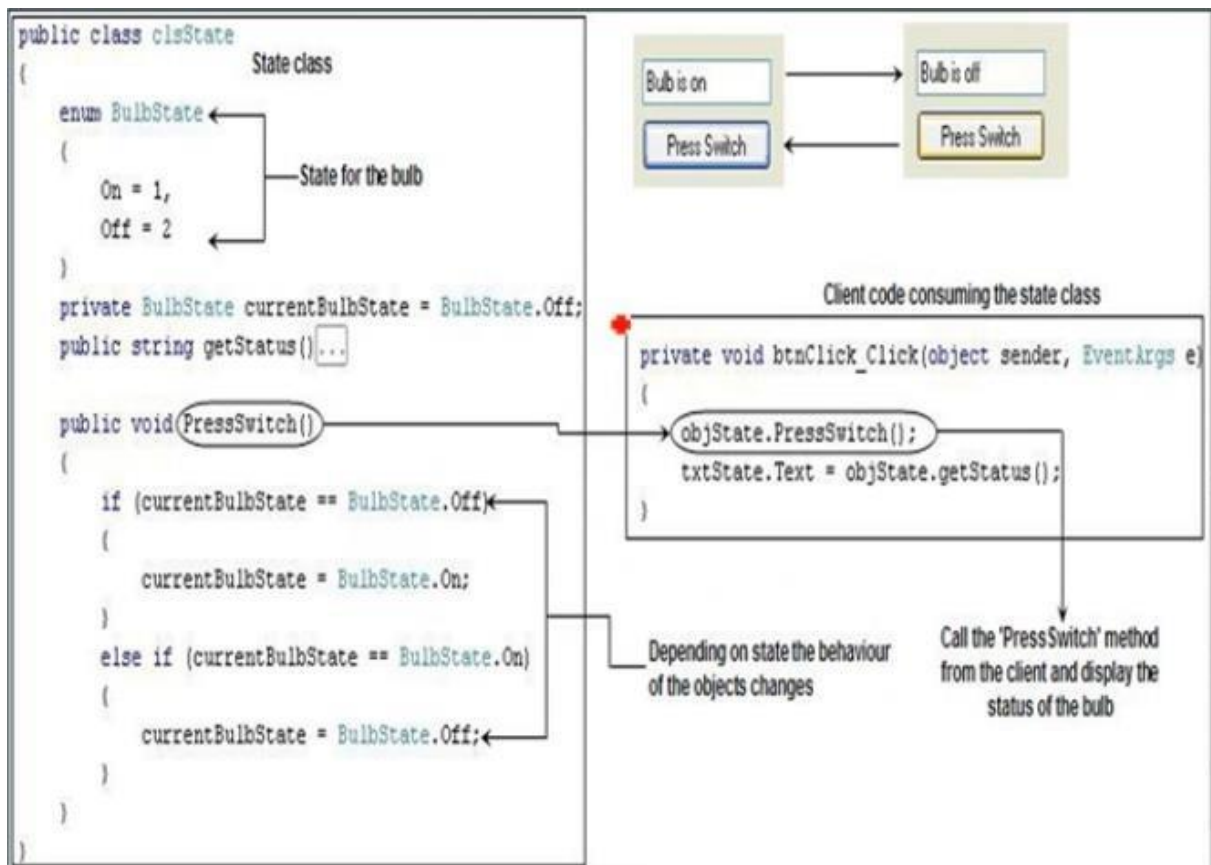 public class clsState
{
State class
enum BulbState
{
On = 1,
Off = 2
}
State for the bulb
private BulbState currentBulbState = BulbState.Off;
public string getStatus()...
public void PressSwitch()
{
if (currentBulbState == BulbState.Off)
{
currentBulbState = BulbState.On;
}
else if (currentBulbState == BulbState.On)
{
currentBulbState = BulbState.Off;
}
}
}
Depending on state the behaviour
of the objects changes
Bulb is on
Press Switch
Bulb is off
Press Switch
Client code consuming the state class
private void btnClick_Click(object sender, EventArgs e)
{
objState.PressSwitch();
txtState.Text = objState.getStatus();
}
Call the 'PressSwitch' method
from the client and display the
status of the bulb